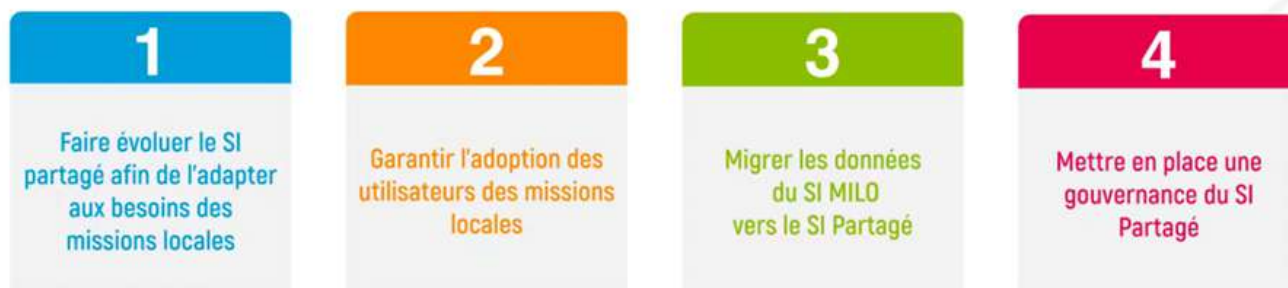 1
Faire évoluer le SI
partagé afin de l'adapter
aux besoins des
missions locales
2
Garantir l'adoption des
utilisateurs des missions
locales
3
Migrer les données
du SI MILO
vers le SI Partagé
4
Mettre en place une
gouvernance du SI
Partagé